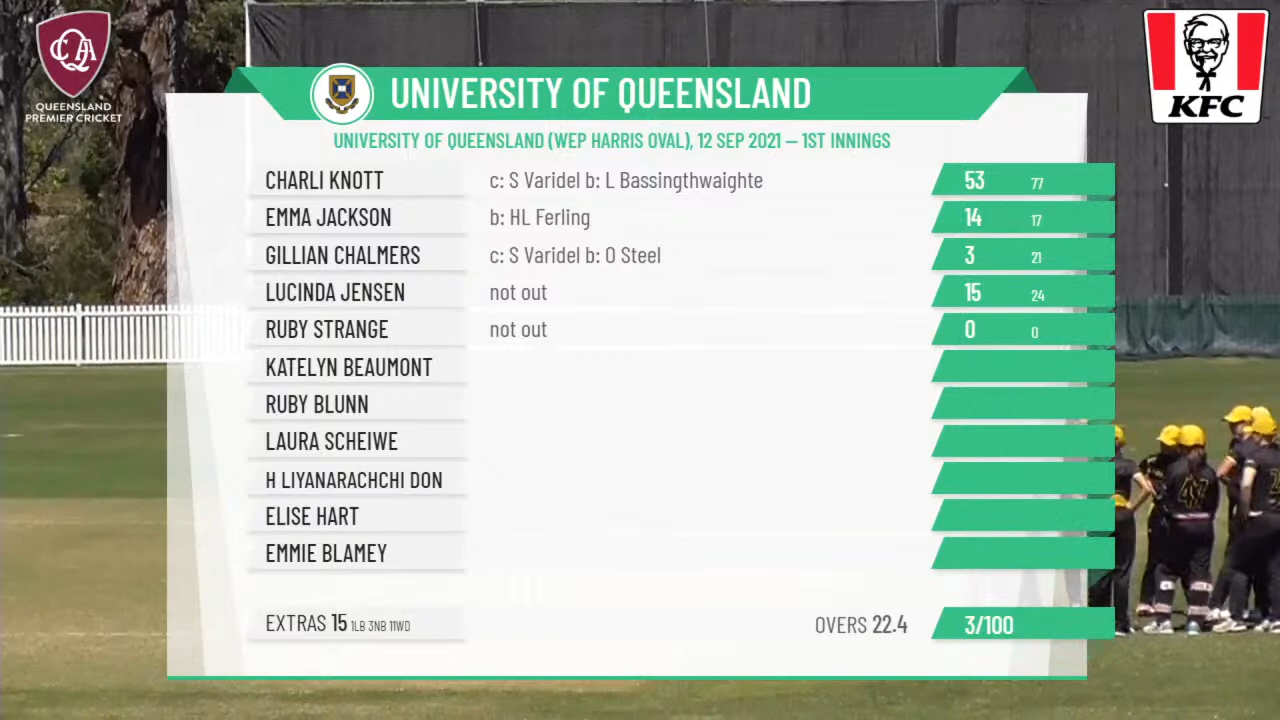 QUEENSLAND
PREMIER CRICKET
KFC
UNIVERSITY OF QUEENSLAND
UNIVERSITY OF QUEENSLAND (WEP HARRIS OVAL), 12 SEP 2021 – 1ST INNINGS
CHARLI KNOTT c: S Varidel b: L Bassingthwaighte 53 77
EMMA JACKSON b: HL Ferling 14 17
GILLIAN CHALMERS c: S Varidel b: O Steel 3 21
LUCINDA JENSEN not out 15 24
RUBY STRANGE not out 0 0
KATELYN BEAUMONT
RUBY BLUNN
LAURA SCHEIWE
H LIYANARACHCHI DON
ELISE HART
EMMIE BLAMEY
EXTRAS 15 1LB 3NB 11WD OVERS 22.4 3/100